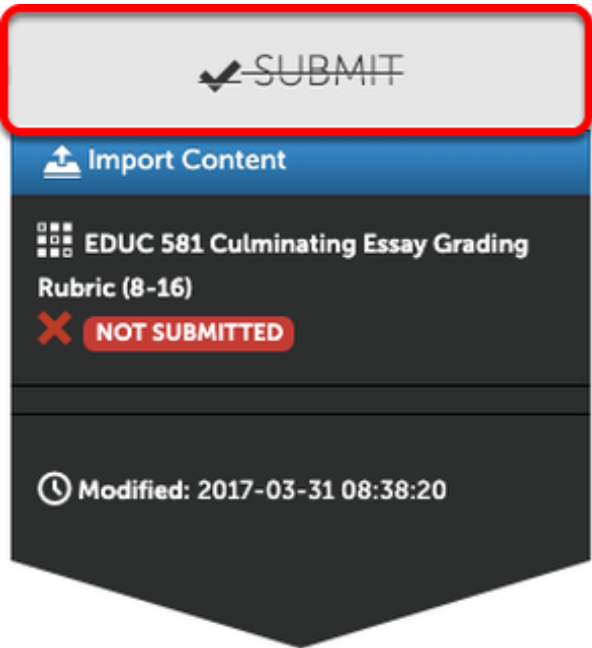 SUBMIT
Import Content
EDUC 581 Culminating Essay Grading
Rubric (8-16)
NOT SUBMITTED
Modified: 2017-03-31 08:38:20